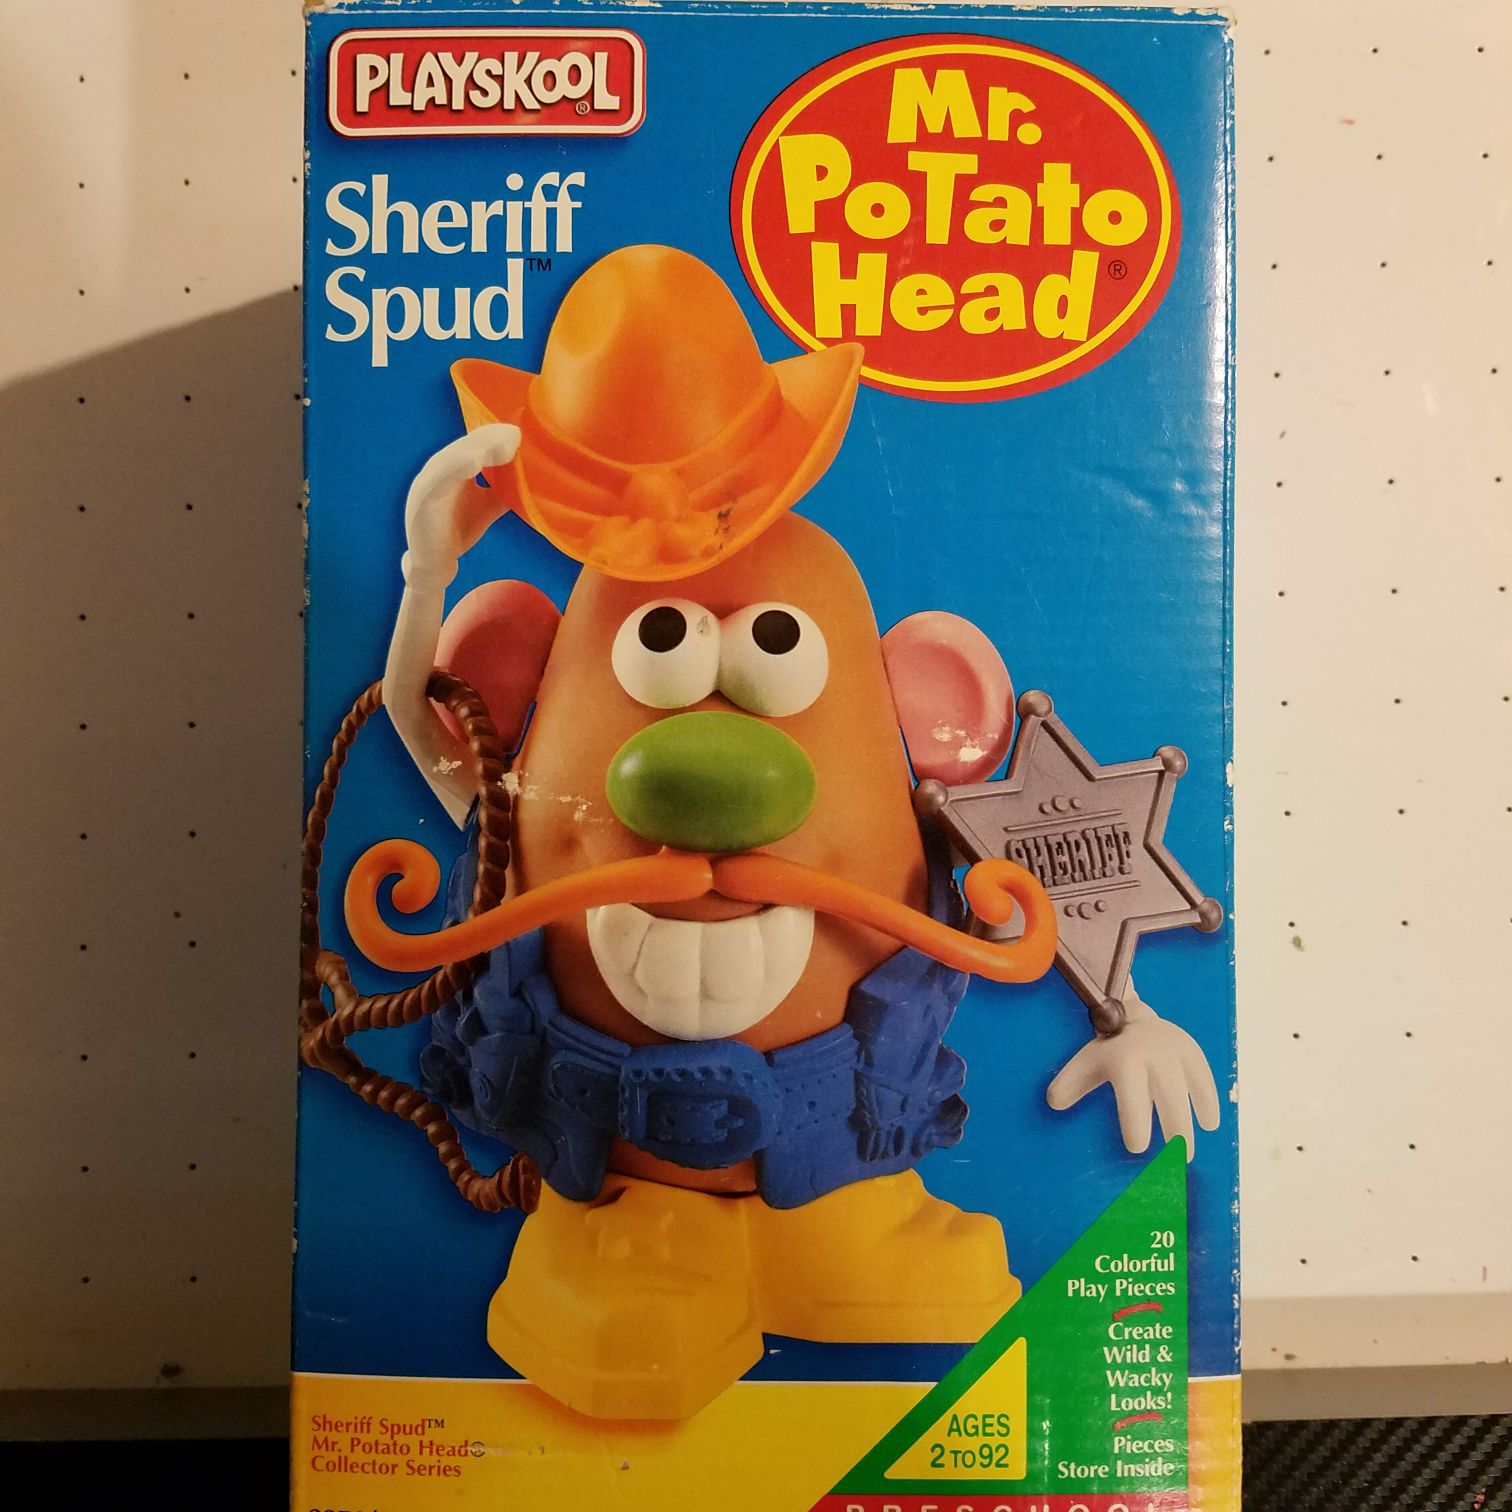 PLAYSKOOL®
Sheriff
Spud™
Mr.
PoTato
Head®
SHERIFF
20
Colorful
Play Pieces
Create
Wild &
Wacky
Looks!
Pieces
Store Inside
AGES
2 TO 92
Sheriff Spud™
Mr. Potato Head®
Collector Series